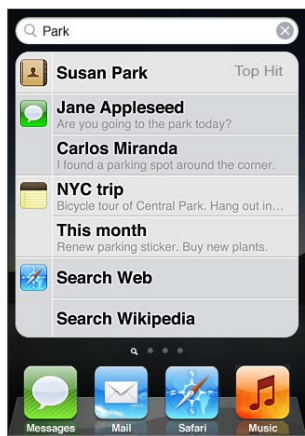 Park
Susan Park Top Hit
Jane Appleseed
Are you going to the park today?
Carlos Miranda
I found a parking spot around the corner.
NYC trip
Bicycle tour of Central Park. Hang out in…
This month
Renew parking sticker. Buy new plants.
Search Web
Search Wikipedia
Messages Mail Safari Music